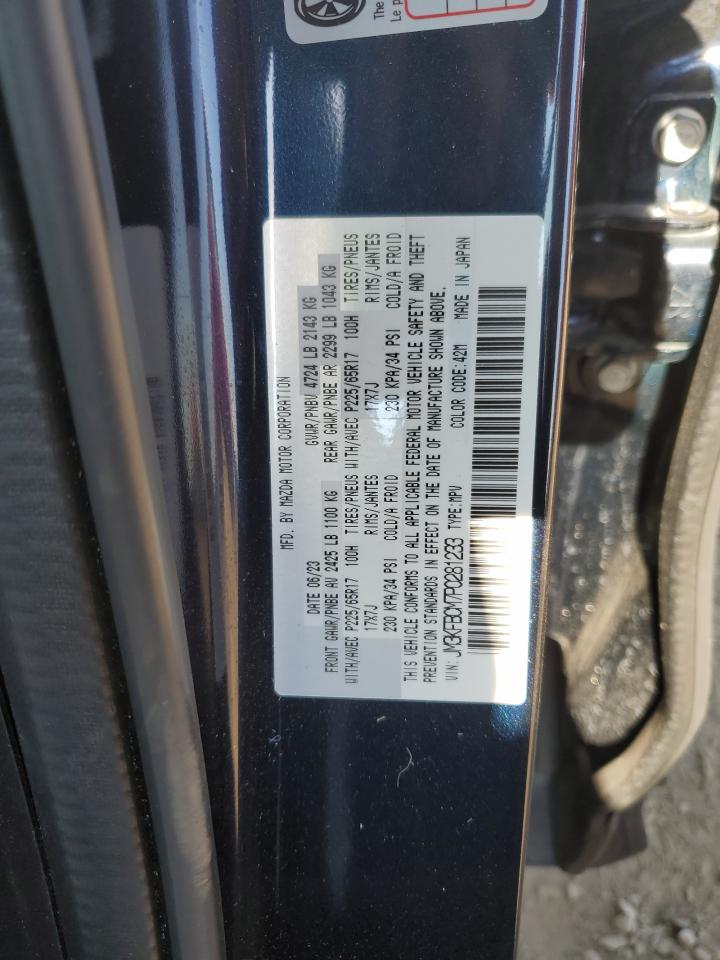 The
Le p
MFD. BY MAZDA MOTOR CORPORATION
DATE 06/23 GVWR/PNBV 4724 LB 2143 KG
FRONT GAWR/PNBE AV 2425 LB 1100 KG REAR GAWR/PNBE AR 2299 LB 1043 KG
WITH/AVEC P225/65R17 100H TIRES/PNEUS WITH/AVEC P225/65R17 100H TIRES/PNEUS
17X7J RIMS/JANTES 17X7J RIMS/JANTES
230 KPA/34 PSI COLD/A FROID 230 KPA/34 PSI COLD/A FROID
THIS VEHICLE CONFORMS TO ALL APPLICABLE FEDERAL MOTOR VEHICLE SAFETY AND THEFT
PREVENTION STANDARDS IN EFFECT ON THE DATE OF MANUFACTURE SHOWN ABOVE.
VIN: JM3KFBCM7P0281233 TYPE:MPV COLOR CODE:42M MADE IN JAPAN